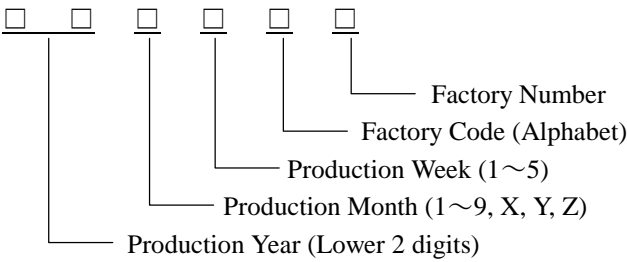 □ □ □ □ □ □
Factory Number
Factory Code (Alphabet)
Production Week (1～5)
Production Month (1～9, X, Y, Z)
Production Year (Lower 2 digits)